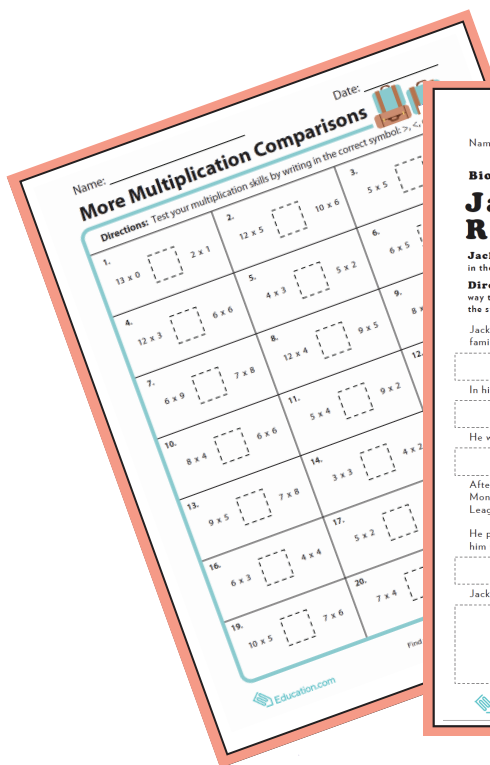 Name:
Date:
More Multiplication Comparisons
Directions: Test your multiplication skills by writing in the correct symbol: >, <,
1.
13 x 0 2 x 1
2.
12 x 5 10 x 6
3.
5 x 5
4.
12 x 3 6 x 6
5.
4 x 3 5 x 2
6.
6 x 5
7.
6 x 9 7 x 8
8.
12 x 4 9 x 5
9.
8 x
10.
8 x 4 6 x 6
11.
5 x 4 9 x 2
12.
13.
9 x 5 7 x 8
14.
3 x 3 4 x 2
16.
6 x 3 4 x 4
17.
5 x 2
19.
10 x 5 7 x 6
20.
7 x 4
Find
Education.com
Nam
Bio
Ja
R
Jack
in the
Dire
way t
the s
Jack
fami
In hi
He w
Afte
Mon
Leag
He p
him
Jack